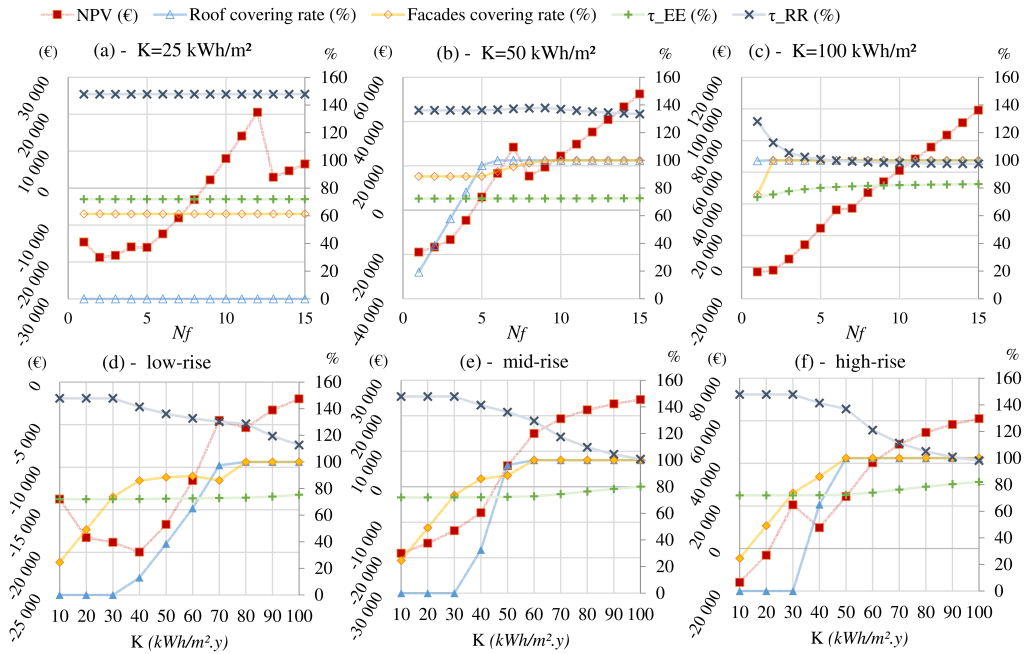 NPV (€) Roof covering rate (%) Facades covering rate (%) τ_EE (%) τ_RR (%)
(€) (a) - K=25 kWh/m² % (€) (b) - K=50 kWh/m² % (€) (c) - K=100 kWh/m² %
30 000 20 000 10 000 0 -10 000 -20 000 -30 000
160 140 120 100 80 60 40 20 0
0 5 10 15
Nf
60 000 40 000 20 000 0 -20 000 -40 000
160 140 120 100 80 60 40 20 0
0 5 10 15
Nf
120 000 100 000 80 000 60 000 40 000 20 000 0 -20 000
160 140 120 100 80 60 40 20 0
0 5 10 15
Nf
(€) (d) - low-rise % (€) (e) - mid-rise % (€) (f) - high-rise %
0 -5 000 -10 000 -15 000 -20 000 -25 000
160 140 120 100 80 60 40 20 0
10 20 30 40 50 60 70 80 90 100
K (kWh/m².y)
30 000 20 000 10 000 0 -10 000 -20 000 -30 000
160 140 120 100 80 60 40 20 0
10 20 30 40 50 60 70 80 90 100
K (kWh/m².y)
80 000 60 000 40 000 20 000 0 -20 000
160 140 120 100 80 60 40 20 0
10 20 30 40 50 60 70 80 90 100
K (kWh/m².y)